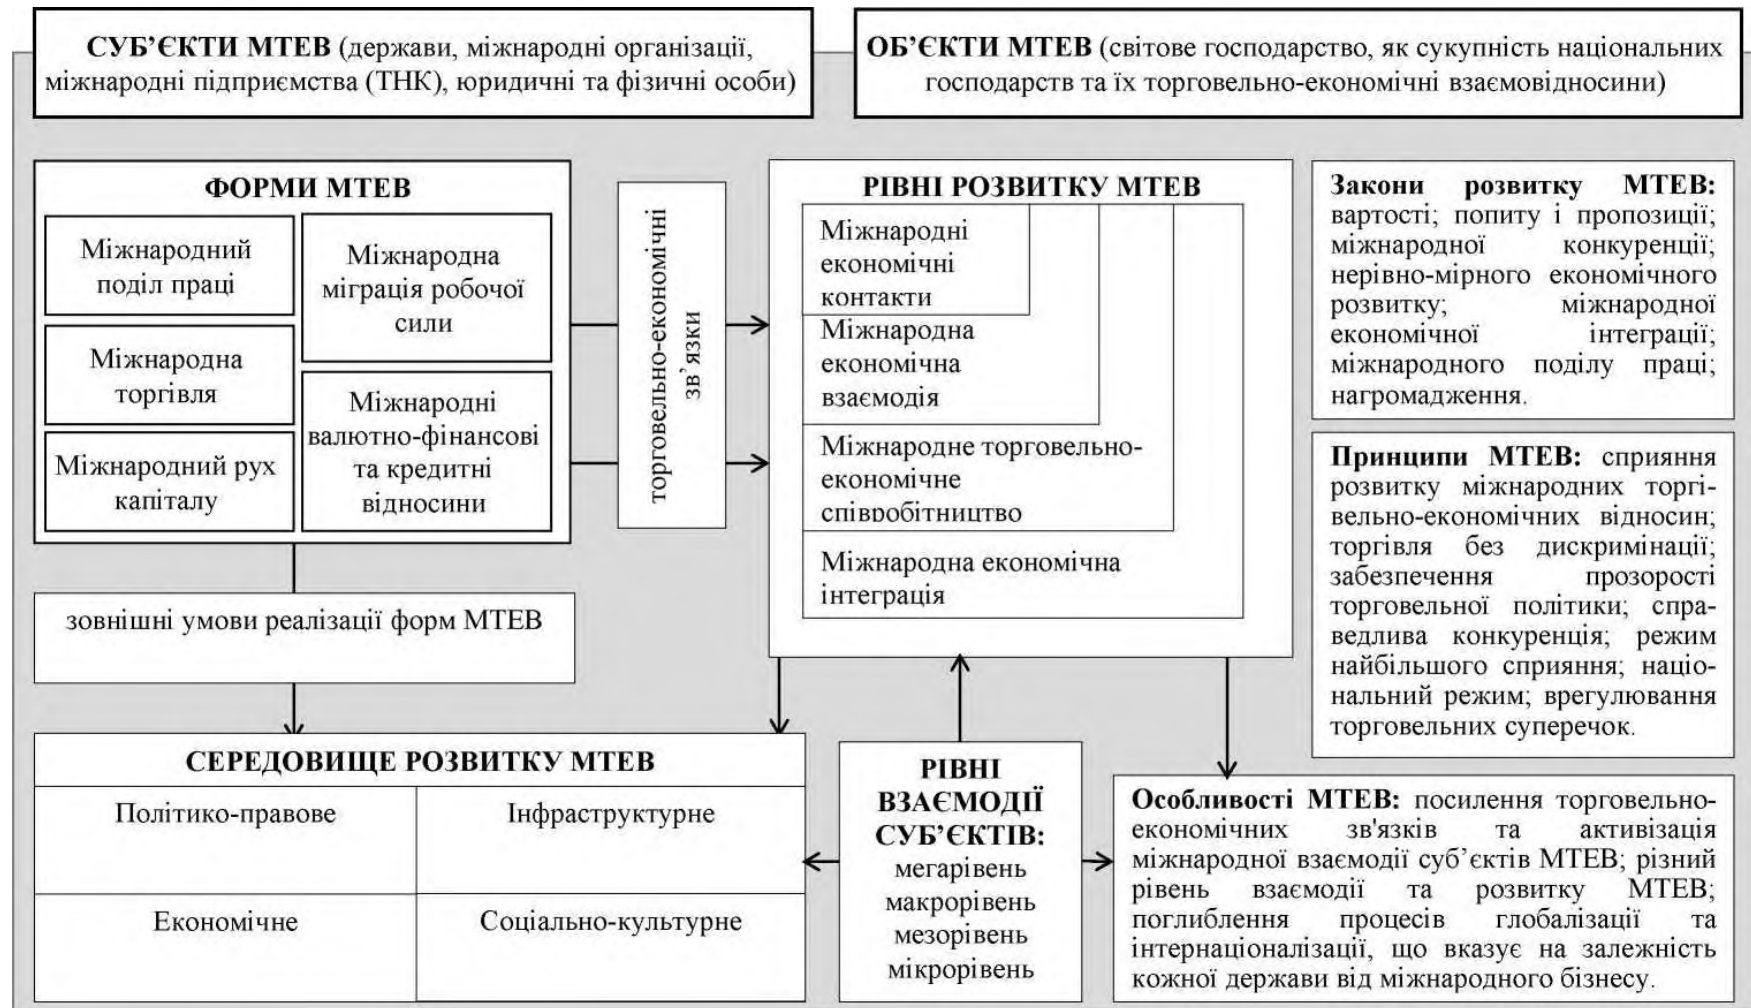 СУБ’ЄКТИ МТЕВ (держави, міжнародні організації,
міжнародні підприємства (ТНК), юридичні та фізичні особи)
ОБ’ЄКТИ МТЕВ (світове господарство, як сукупність національних
господарств та їх торговельно-економічні взаємовідносини)
ФОРМИ МТЕВ
Міжнародний
поділ праці
Міжнародна
торгівля
Міжнародний рух
капіталу
Міжнародна
міграція робочої
сили
Міжнародні
валютно-фінансові
та кредитні
відносини
торговельно-економічні
зв’язки
РІВНІ РОЗВИТКУ МТЕВ
Міжнародні
економічні
контакти
Міжнародна
економічна
взаємодія
Міжнародне торговельно-
економічне
співробітництво
Міжнародна економічна
інтеграція
Закони розвитку МТЕВ:
вартості; попиту і пропозиції;
міжнародної конкуренції;
нерівно-мірного економічного
розвитку; міжнародної
економічної інтеграції;
міжнародного поділу праці;
нагромадження.
Принципи МТЕВ: сприяння
розвитку міжнародних торгі-
вельно-економічних відносин;
торгівля без дискримінації;
забезпечення прозорості
торговельної політики; спра-
ведлива конкуренція; режим
найбільшого сприяння; націо-
нальний режим; врегулювання
торговельних суперечок.
зовнішні умови реалізації форм МТЕВ
СЕРЕДОВИЩЕ РОЗВИТКУ МТЕВ
Політико-правове
Інфраструктурне
Економічне
Соціально-культурне
РІВНІ
ВЗАЄМОДІЇ
СУБ’ЄКТІВ:
мегарівень
макрорівень
мезорівень
мікрорівень
Особливості МТЕВ: посилення торговельно-
економічних зв'язків та активізація
міжнародної взаємодії суб’єктів МТЕВ; різний
рівень взаємодії та розвитку МТЕВ;
поглиблення процесів глобалізації та
інтернаціоналізації, що вказує на залежність
кожної держави від міжнародного бізнесу.